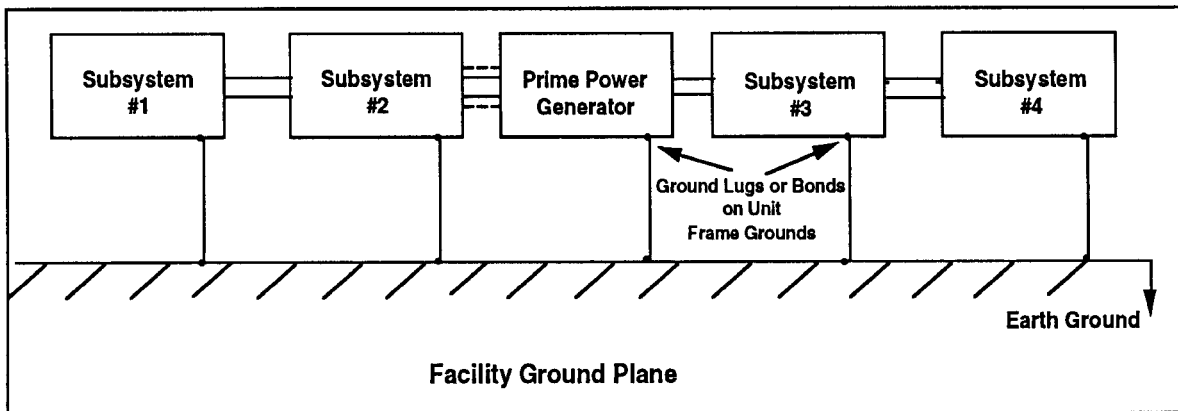 Subsystem
#1
Subsystem
#2
Prime Power
Generator
Subsystem
#3
Subsystem
#4
Ground Lugs or Bonds
on Unit
Frame Grounds
Earth Ground
Facility Ground Plane